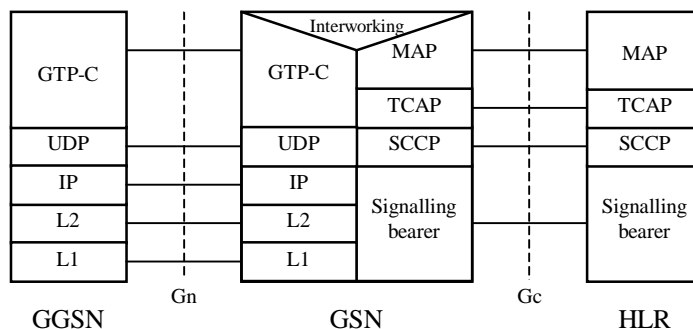 Interworking
GTP-C
GTP-C
MAP
MAP
TCAP
TCAP
UDP
UDP
SCCP
SCCP
IP
IP
L2
L2
Signalling
bearer
Signalling
bearer
L1
L1
Gn
Gc
GGSN
GSN
HLR